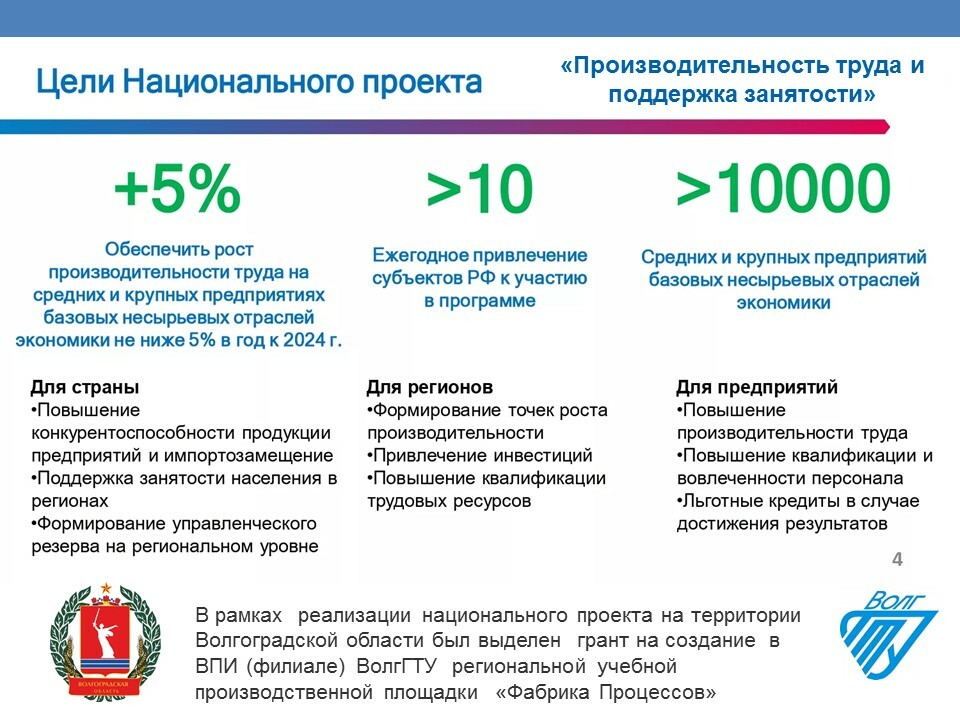 Цели Национального проекта
«Производительность труда и
поддержка занятости»
+5%
Обеспечить рост
производительности труда на
средних и крупных предприятиях
базовых несырьевых отраслей
экономики не ниже 5% в год к 2024 г.
>10
Ежегодное привлечение
субъектов РФ к участию
в программе
>10000
Средних и крупных предприятий
базовых несырьевых отраслей
экономики
Для страны
•Повышение
конкурентоспособности продукции
предприятий и импортозамещение
•Поддержка занятости населения в
регионах
•Формирование управленческого
резерва на региональном уровне
Для регионов
•Формирование точек роста
производительности
•Привлечение инвестиций
•Повышение квалификации
трудовых ресурсов
Для предприятий
•Повышение
производительности труда
•Повышение квалификации и
вовлеченности персонала
•Льготные кредиты в случае
достижения результатов
4
ВОЛГОГРАДСКАЯ
ОБЛАСТЬ
В рамках реализации национального проекта на территории
Волгоградской области был выделен грант на создание в
ВПИ (филиале) ВолгГТУ региональной учебной
производственной площадки «Фабрика Процессов»
Волг
ГТУ